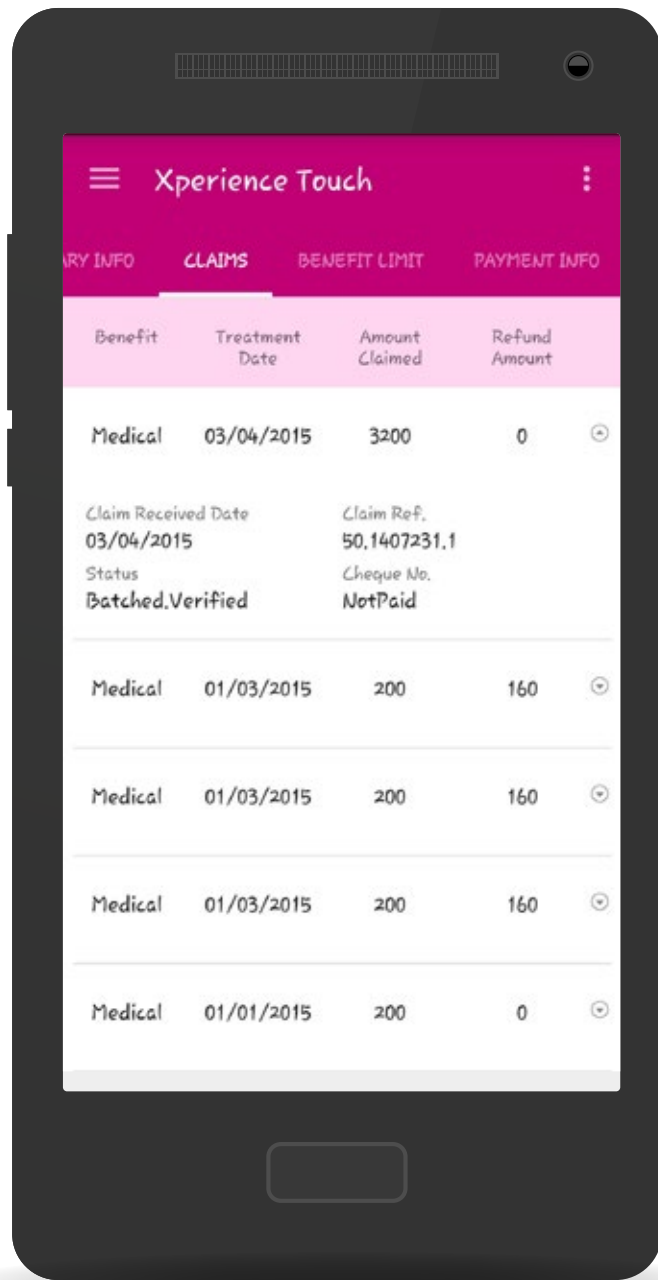 Xperience Touch
ARY INFO CLAIMS BENEFIT LIMIT PAYMENT INFO
Benefit Treatment Date Amount Claimed Refund Amount
Medical 03/04/2015 3200 0
Claim Received Date Claim Ref.
03/04/2015 50.1407231.1
Status Cheque No.
Batched.Verified NotPaid
Medical 01/03/2015 200 160
Medical 01/03/2015 200 160
Medical 01/03/2015 200 160
Medical 01/01/2015 200 0